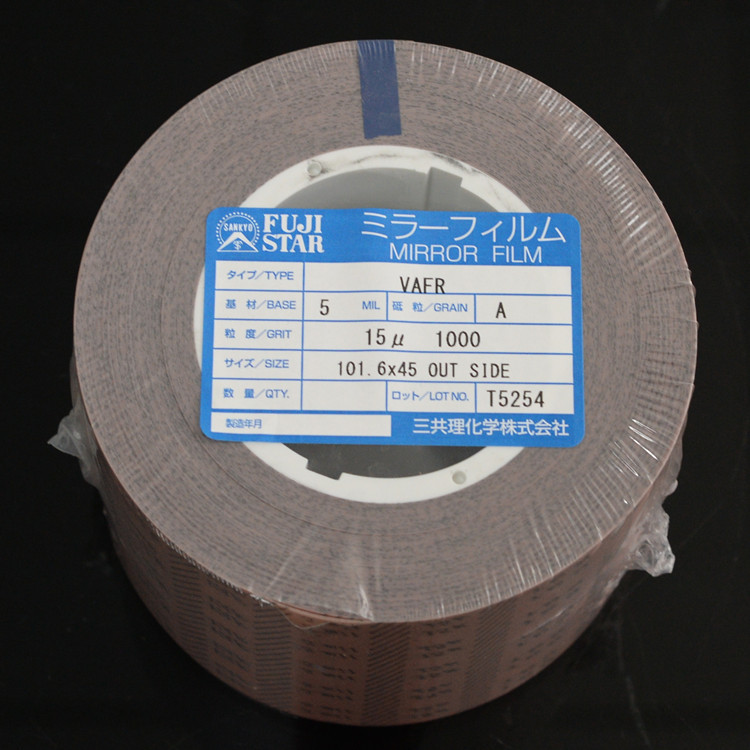 SANKYO
FUJI STAR
ミラーフィルム
MIRROR FILM
タイプ/TYPE VAFR
基材/BASE 5 MIL 砥粒/GRAIN A
粒度/GRIT 15μ 1000
サイズ/SIZE 101.6x45 OUT SIDE
数量/QTY. ロット/LOT NO. T5254
製造年月
三共理化学株式会社